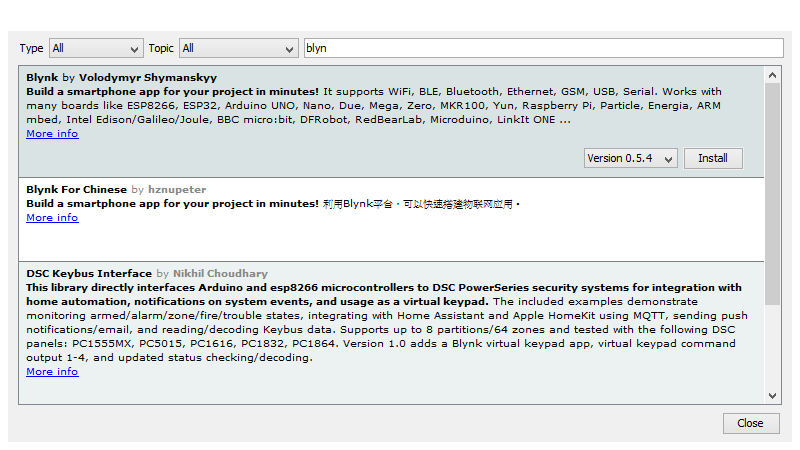 Type All Topic All blyn
Blynk by Volodymyr Shymanskyy
Build a smartphone app for your project in minutes! It supports WiFi, BLE, Bluetooth, Ethernet, GSM, USB, Serial. Works with
many boards like ESP8266, ESP32, Arduino UNO, Nano, Due, Mega, Zero, MKR100, Yun, Raspberry Pi, Particle, Energia, ARM
mbed, Intel Edison/Galileo/Joule, BBC micro:bit, DFRobot, RedBearLab, Microduino, LinkIt ONE ...
More info
Version 0.5.4 Install
Blynk For Chinese by hznupeter
Build a smartphone app for your project in minutes! 利用Blynk平台，可以快速搭建物联网应用。
More info
DSC Keybus Interface by Nikhil Choudhary
This library directly interfaces Arduino and esp8266 microcontrollers to DSC PowerSeries security systems for integration with
home automation, notifications on system events, and usage as a virtual keypad. The included examples demonstrate
monitoring armed/alarm/zone/fire/trouble states, integrating with Home Assistant and Apple HomeKit using MQTT, sending push
notifications/email, and reading/decoding Keybus data. Supports up to 8 partitions/64 zones and tested with the following DSC
panels: PC1555MX, PC5015, PC1616, PC1832, PC1864. Version 1.0 adds a Blynk virtual keypad app, virtual keypad command
output 1-4, and updated status checking/decoding.
More info
Close